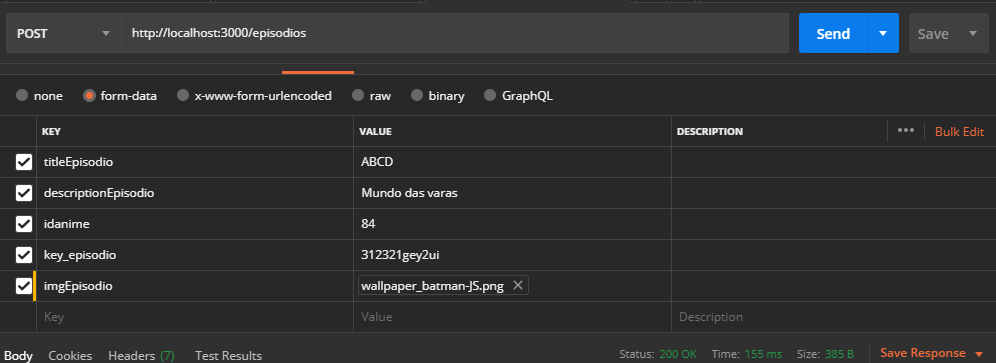 POST http://localhost:3000/episodios Send Save
none form-data x-www-form-urlencoded raw binary GraphQL
KEY VALUE DESCRIPTION ••• Bulk Edit
titleEpisodio ABCD
descriptionEpisodio Mundo das varas
idanime 84
key_episodio 312321gey2ui
imgEpisodio wallpaper_batman-JS.png
Key Value Description
Body Cookies Headers (7) Test Results Status: 200 OK Time: 155 ms Size: 385 B Save Response